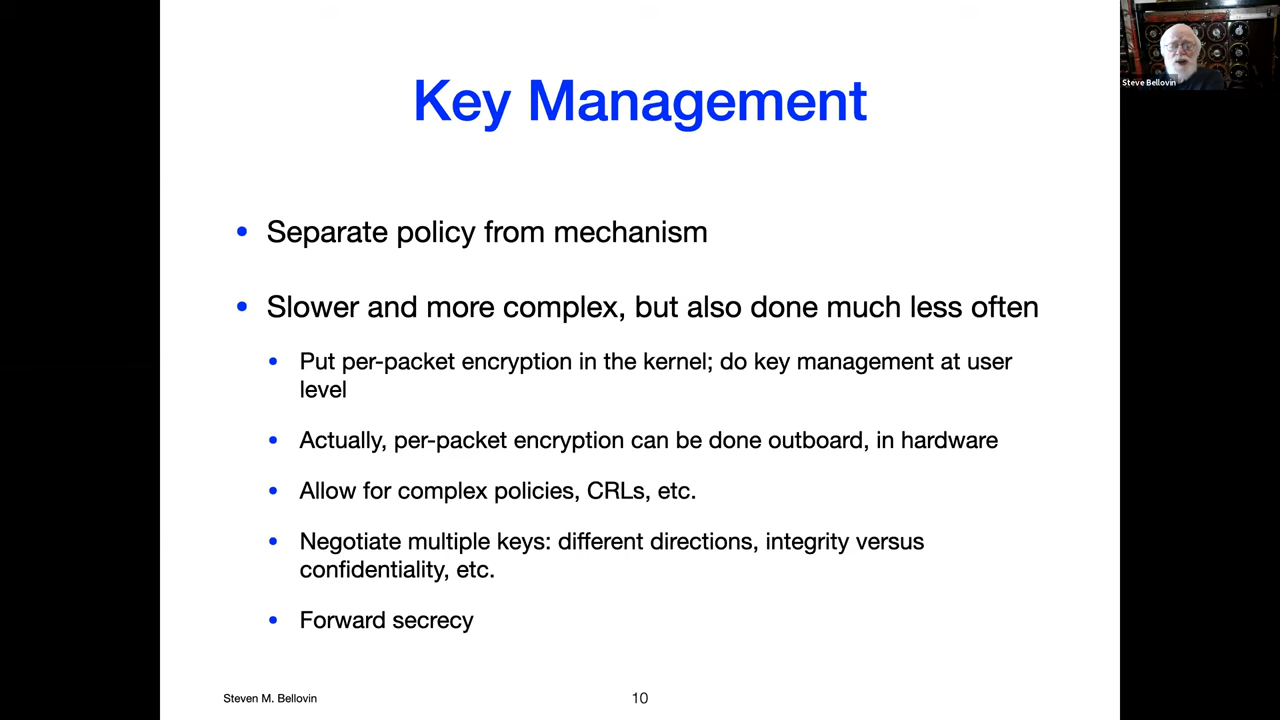 Key Management
Steve Bellovin
• Separate policy from mechanism
• Slower and more complex, but also done much less often
• Put per-packet encryption in the kernel; do key management at user
level
• Actually, per-packet encryption can be done outboard, in hardware
• Allow for complex policies, CRLs, etc.
• Negotiate multiple keys: different directions, integrity versus
confidentiality, etc.
• Forward secrecy
Steven M. Bellovin
10